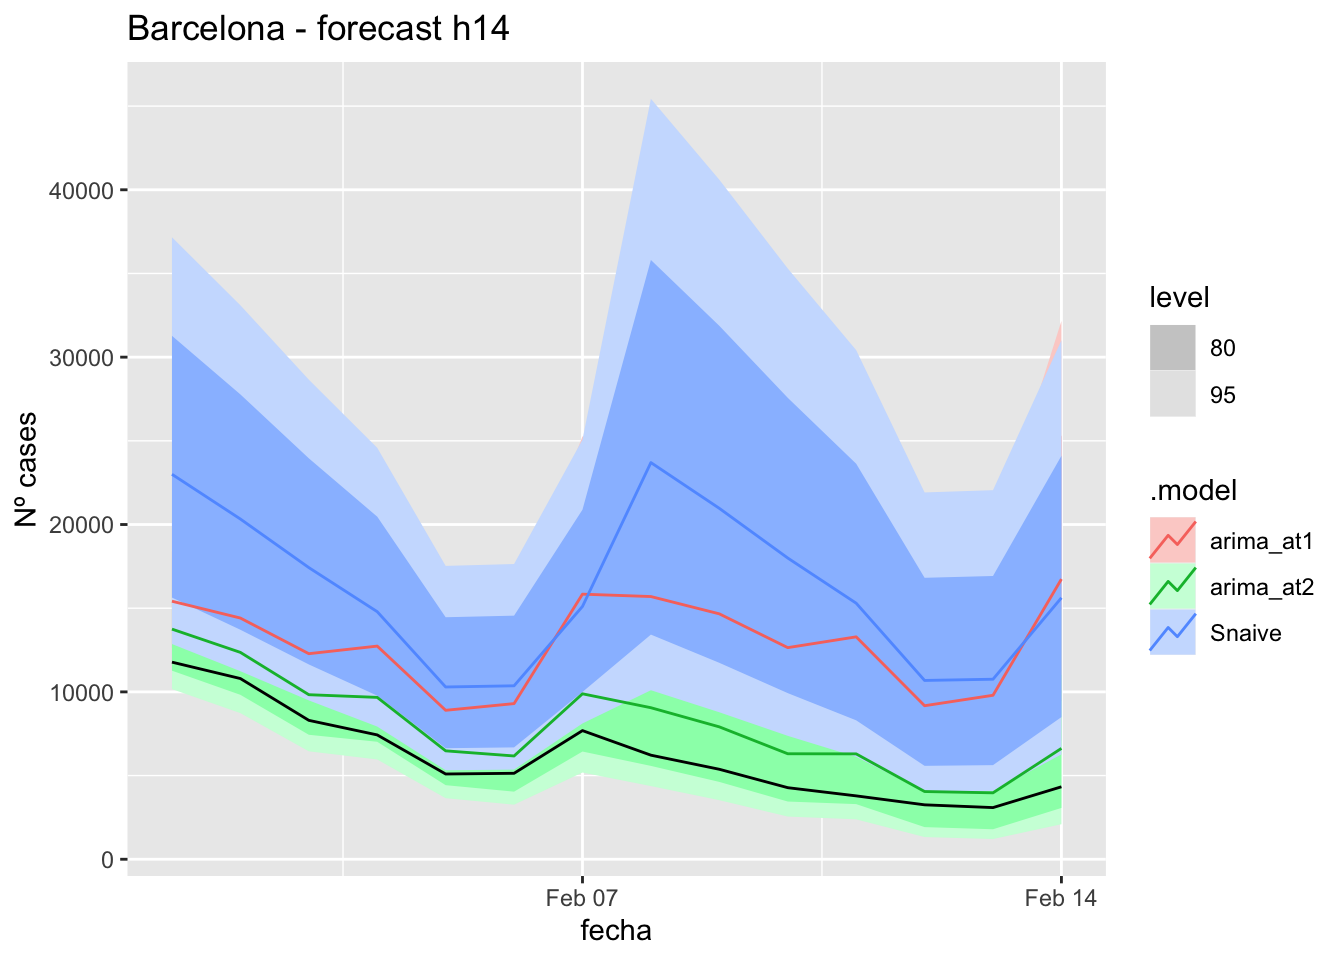 Barcelona - forecast h14
Nº cases
40000
30000
20000
10000
0
Feb 07
Feb 14
fecha
level
80
95
.model
arima_at1
arima_at2
Snaive